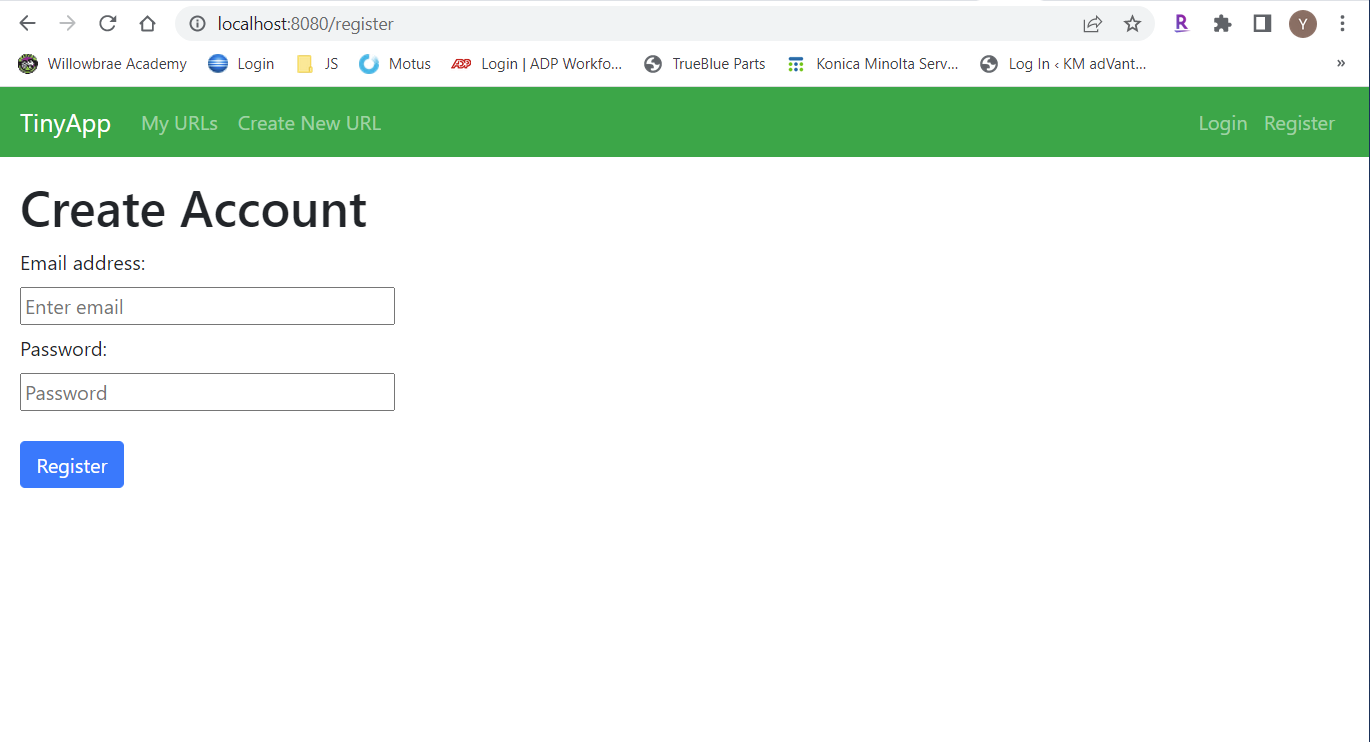 localhost:8080/register
R
Y
Willowbrae Academy Login JS Motus ADP Login | ADP Workfo... TrueBlue Parts Konica Minolta Serv... Log In ‹ KM adVant... »
TinyApp My URLs Create New URL Login Register
Create Account
Email address:
Enter email
Password:
Password
Register